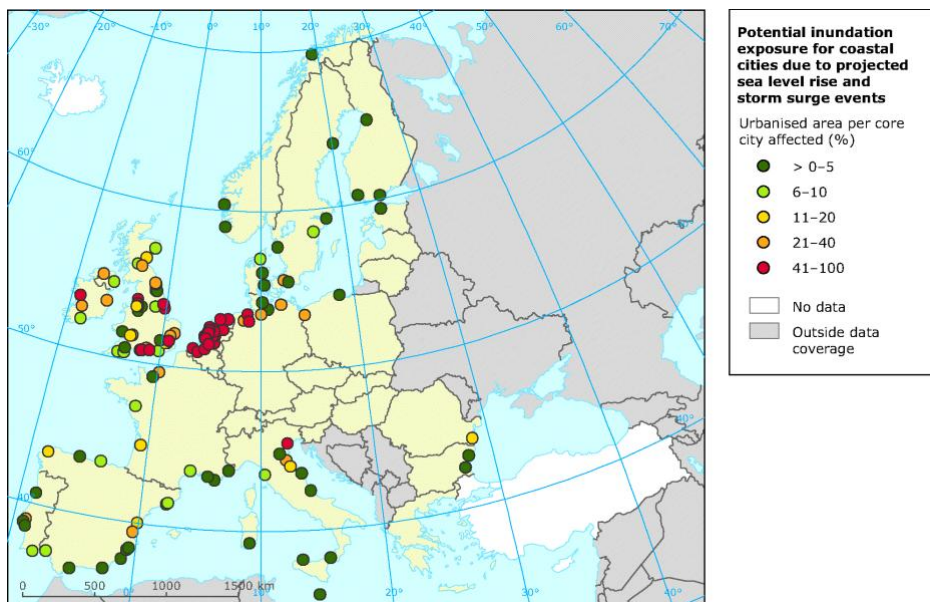 -30° -20° -10° 0° 10° 20° 30° 40° 50° 60° 70°
Potential inundation
exposure for coastal
cities due to projected
sea level rise and
storm surge events
Urbanised area per core
city affected (%)
> 0–5
6–10
11–20
21–40
41–100
No data
Outside data
coverage
60°
50°
50°
40°
40°
0 500 1000 1500 km
0° 10° 20° 30° 40°